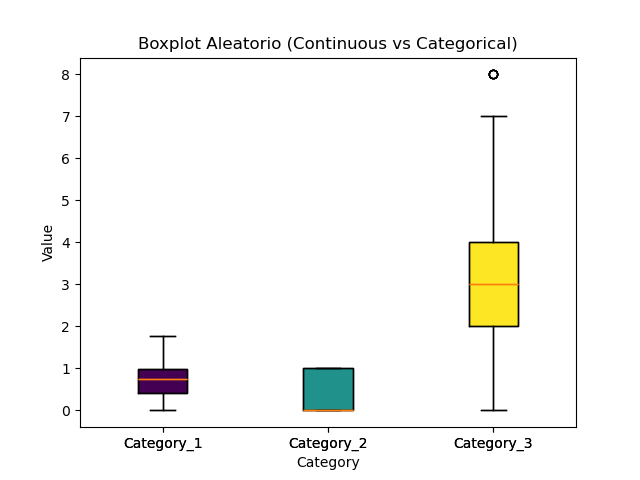 Boxplot Aleatorio (Continuous vs Categorical)
8
7
6
5
4
3
2
1
0
Value
Category_1 Category_2 Category_3
Category